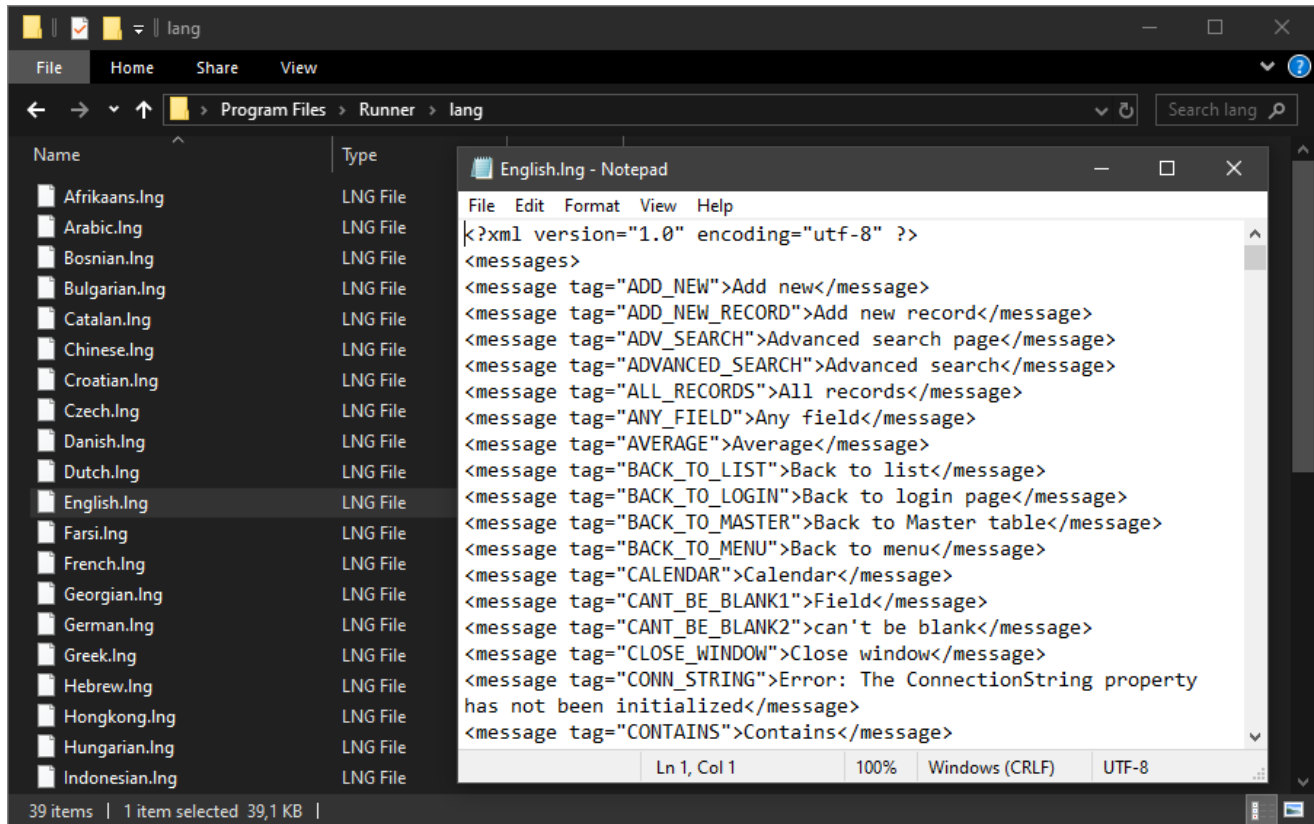 lang
File Home Share View
Program Files > Runner > lang
Search lang
Name Type
Afrikaans.lng LNG File
Arabic.lng LNG File
Bosnian.lng LNG File
Bulgarian.lng LNG File
Catalan.lng LNG File
Chinese.lng LNG File
Croatian.lng LNG File
Czech.lng LNG File
Danish.lng LNG File
Dutch.lng LNG File
English.lng LNG File
Farsi.lng LNG File
French.lng LNG File
Georgian.lng LNG File
German.lng LNG File
Greek.lng LNG File
Hebrew.lng LNG File
Hongkong.lng LNG File
Hungarian.lng LNG File
Indonesian.lng LNG File
39 items | 1 item selected 39,1 KB |
English.lng - Notepad
File Edit Format View Help
<?xml version="1.0" encoding="utf-8" ?>
<messages>
<message tag="ADD_NEW">Add new</message>
<message tag="ADD_NEW_RECORD">Add new record</message>
<message tag="ADV_SEARCH">Advanced search page</message>
<message tag="ADVANCED_SEARCH">Advanced search</message>
<message tag="ALL_RECORDS">All records</message>
<message tag="ANY_FIELD">Any field</message>
<message tag="AVERAGE">Average</message>
<message tag="BACK_TO_LIST">Back to list</message>
<message tag="BACK_TO_LOGIN">Back to login page</message>
<message tag="BACK_TO_MASTER">Back to Master table</message>
<message tag="BACK_TO_MENU">Back to menu</message>
<message tag="CALENDAR">Calendar</message>
<message tag="CANT_BE_BLANK1">Field</message>
<message tag="CANT_BE_BLANK2">can't be blank</message>
<message tag="CLOSE_WINDOW">Close window</message>
<message tag="CONN_STRING">Error: The ConnectionString property
has not been initialized</message>
<message tag="CONTAINS">Contains</message>
Ln 1, Col 1 100% Windows (CRLF) UTF-8